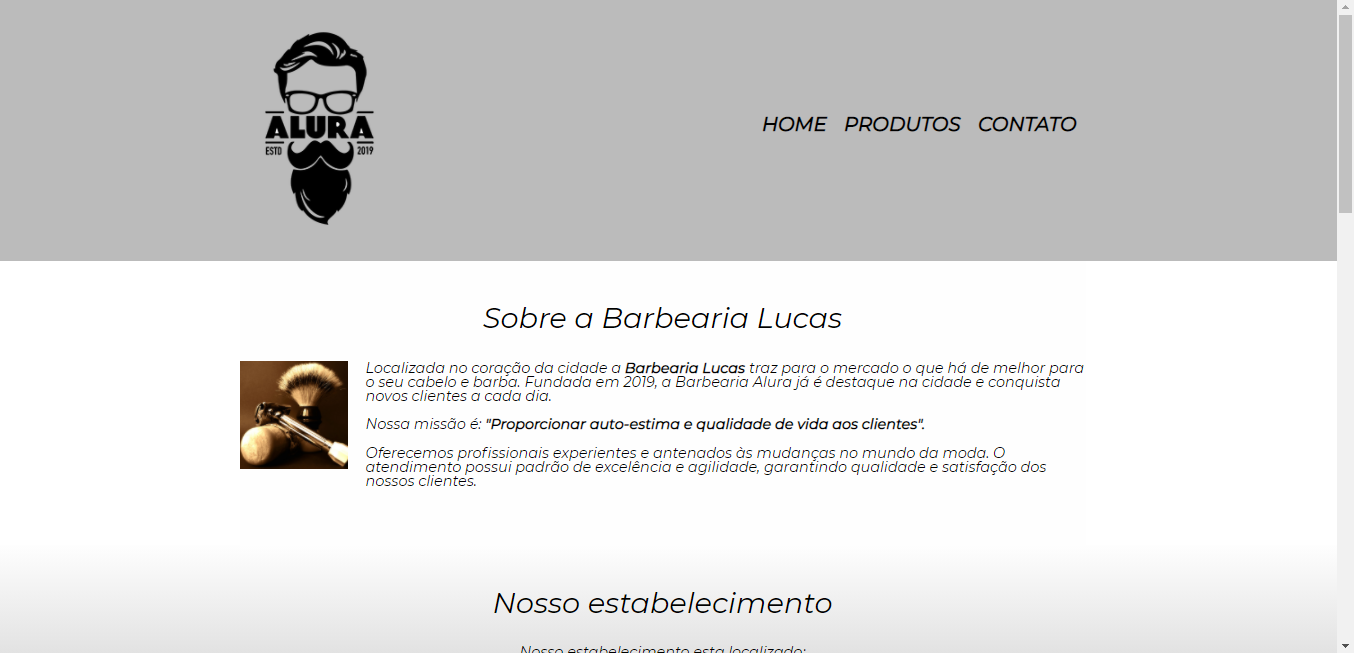 ALURA
ESTD 2019
HOME PRODUTOS CONTATO
Sobre a Barbearia Lucas
Localizada no coração da cidade a Barbearia Lucas traz para o mercado o que há de melhor para
o seu cabelo e barba. Fundada em 2019, a Barbearia Alura já é destaque na cidade e conquista
novos clientes a cada dia.
Nossa missão é: "Proporcionar auto-estima e qualidade de vida aos clientes".
Oferecemos profissionais experientes e antenados às mudanças no mundo da moda. O
atendimento possui padrão de excelência e agilidade, garantindo qualidade e satisfação dos
nossos clientes.
Nosso estabelecimento
Nosso estabelecimento esta localizado: